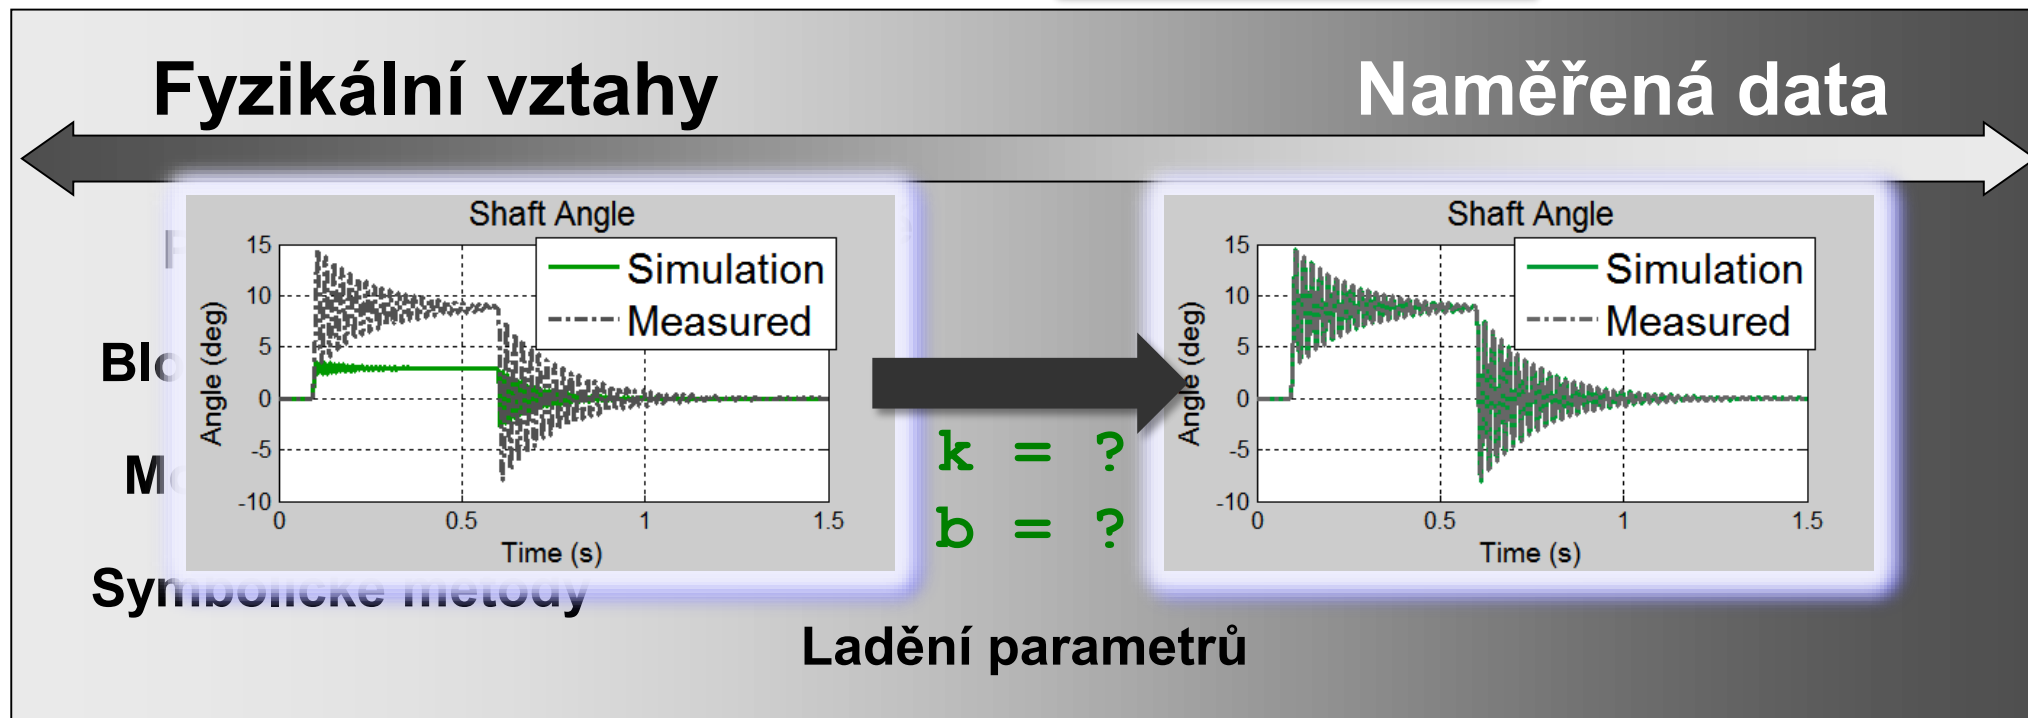 Fyzikální vztahy
Naměřená data
Shaft Angle
Simulation
Measured
15
10
5
0
-5
-10
0
0.5
1
1.5
Angle (deg)
Time (s)
k = ?
b = ?
Shaft Angle
Simulation
Measured
15
10
5
0
-5
-10
0
0.5
1
1.5
Angle (deg)
Time (s)
Symbolické metody
Ladění parametrů